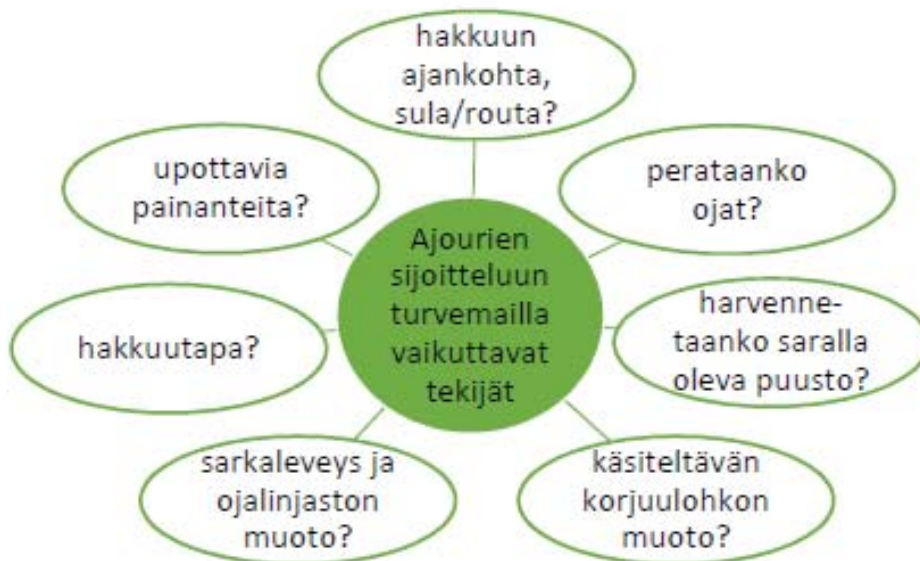 hakkuun
ajankohta,
sula/routa?
upottavia
painanteita?
perataanko
ojat?
Ajourien
sijoitteluun
turvemailla
vaikuttavat
tekijät
hakkuutapa?
harvenne-
taanko saralla
oleva puusto?
sarkaleveys ja
ojalinjaston
muoto?
käsiteltävän
korjuulohkon
muoto?